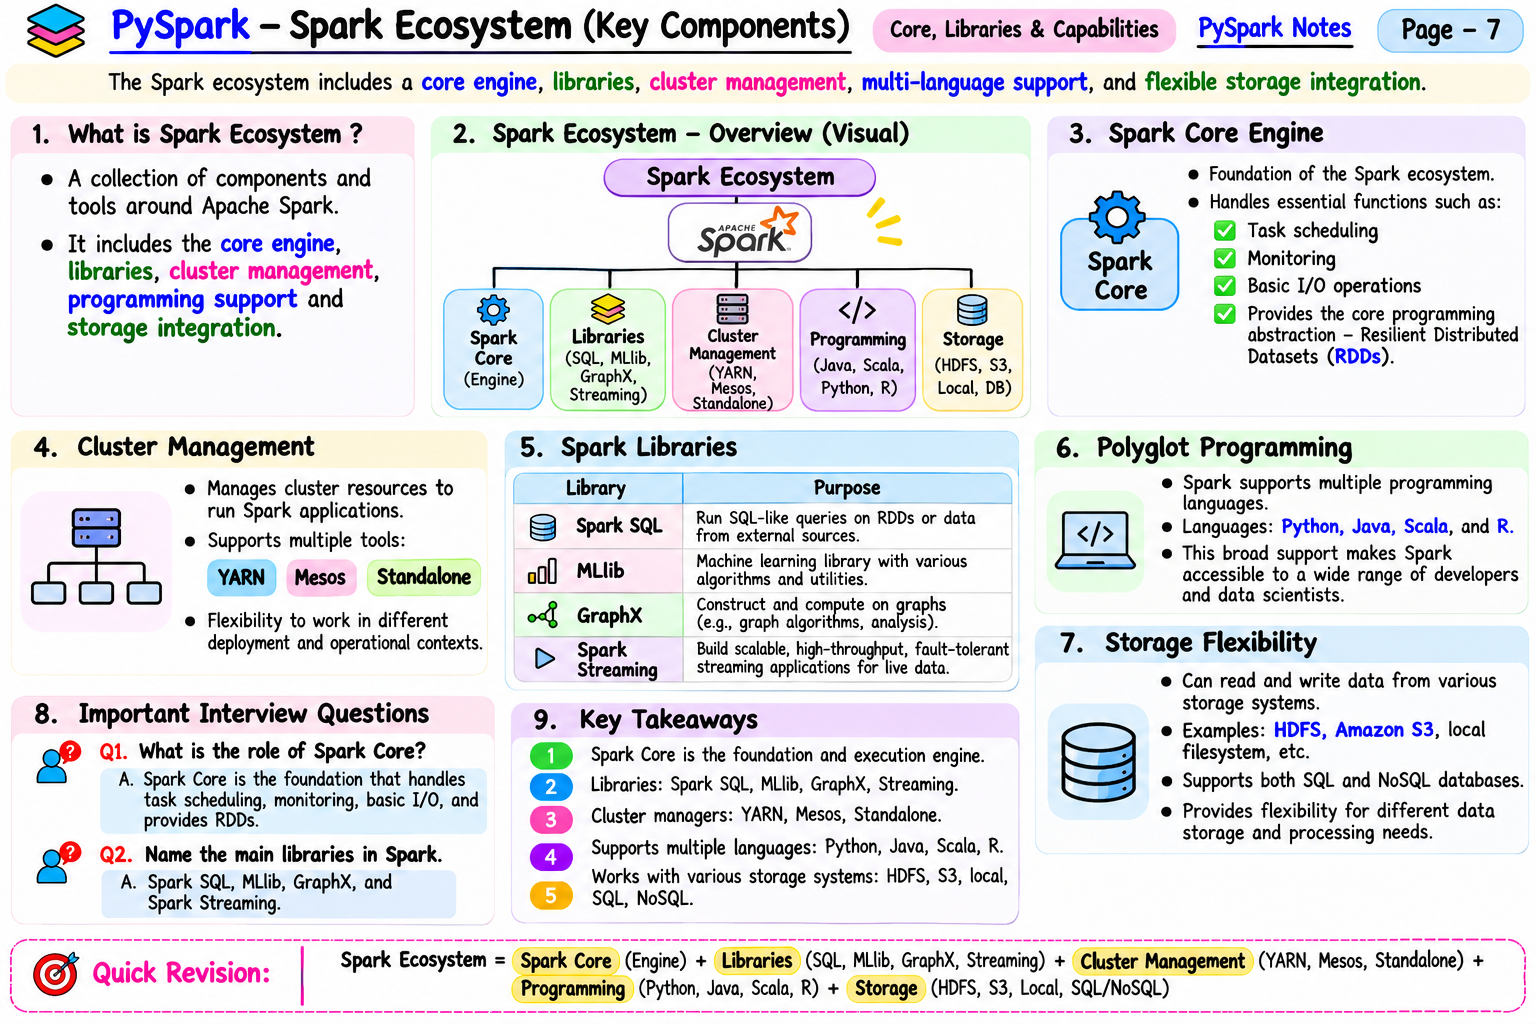 PySpark – Spark Ecosystem (Key Components)
Core, Libraries & Capabilities
PySpark Notes
Page – 7
The Spark ecosystem includes a core engine, libraries, cluster management, multi-language support, and flexible storage integration.
1. What is Spark Ecosystem ?
• A collection of components and
tools around Apache Spark.
• It includes the core engine,
libraries, cluster management,
programming support and
storage integration.
2. Spark Ecosystem – Overview (Visual)
Spark Ecosystem
APACHE
Spark
Spark
Core
(Engine)
Libraries
(SQL, MLlib,
GraphX,
Streaming)
Cluster
Management
(YARN,
Mesos,
Standalone)
</>
Programming
(Java, Scala,
Python, R)
Storage
(HDFS, S3,
Local, DB)
3. Spark Core Engine
Spark
Core
• Foundation of the Spark ecosystem.
• Handles essential functions such as:
✅ Task scheduling
✅ Monitoring
✅ Basic I/O operations
✅ Provides the core programming
abstraction – Resilient Distributed
Datasets (RDDs).
4. Cluster Management
• Manages cluster resources to
run Spark applications.
• Supports multiple tools:
YARN Mesos Standalone
• Flexibility to work in different
deployment and operational contexts.
5. Spark Libraries
Library Purpose
Spark SQL
Run SQL-like queries on RDDs or data
from external sources.
MLlib
Machine learning library with various
algorithms and utilities.
GraphX
Construct and compute on graphs
(e.g., graph algorithms, analysis).
Spark
Streaming
Build scalable, high-throughput, fault-tolerant
streaming applications for live data.
6. Polyglot Programming
</>
• Spark supports multiple programming
languages.
• Languages: Python, Java, Scala, and R.
• This broad support makes Spark
accessible to a wide range of developers
and data scientists.
7. Storage Flexibility
• Can read and write data from various
storage systems.
• Examples: HDFS, Amazon S3, local
filesystem, etc.
• Supports both SQL and NoSQL databases.
• Provides flexibility for different data
storage and processing needs.
8. Important Interview Questions
?
Q1. What is the role of Spark Core?
A. Spark Core is the foundation that handles
task scheduling, monitoring, basic I/O, and
provides RDDs.
?
Q2. Name the main libraries in Spark.
A. Spark SQL, MLlib, GraphX, and
Spark Streaming.
9. Key Takeaways
1 Spark Core is the foundation and execution engine.
2 Libraries: Spark SQL, MLlib, GraphX, Streaming.
3 Cluster managers: YARN, Mesos, Standalone.
4 Supports multiple languages: Python, Java, Scala, R.
5 Works with various storage systems: HDFS, S3, local,
SQL, NoSQL.
Quick Revision:
Spark Ecosystem = Spark Core (Engine) + Libraries (SQL, MLlib, GraphX, Streaming) + Cluster Management (YARN, Mesos, Standalone) +
Programming (Python, Java, Scala, R) + Storage (HDFS, S3, Local, SQL/NoSQL)